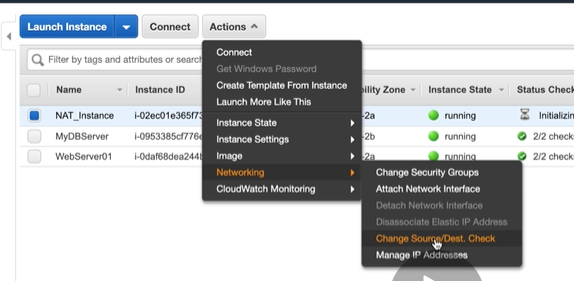 Launch Instance Connect Actions
Filter by tags and attributes or search
Name Instance ID bility Zone Instance State Status Check
NAT_Instance i-02ec01e365f73 -2a running Initializin
MyDBServer i-0953385cf776e -2b running 2/2 check
WebServer01 i-0daf68dea244b -2a running 2/2 check
Connect
Get Windows Password
Create Template From Instance
Launch More Like This
Instance State
Instance Settings
Image
Networking
CloudWatch Monitoring
Change Security Groups
Attach Network Interface
Detach Network Interface
Disassociate Elastic IP Address
Change Source/Dest. Check
Manage IP Addresses